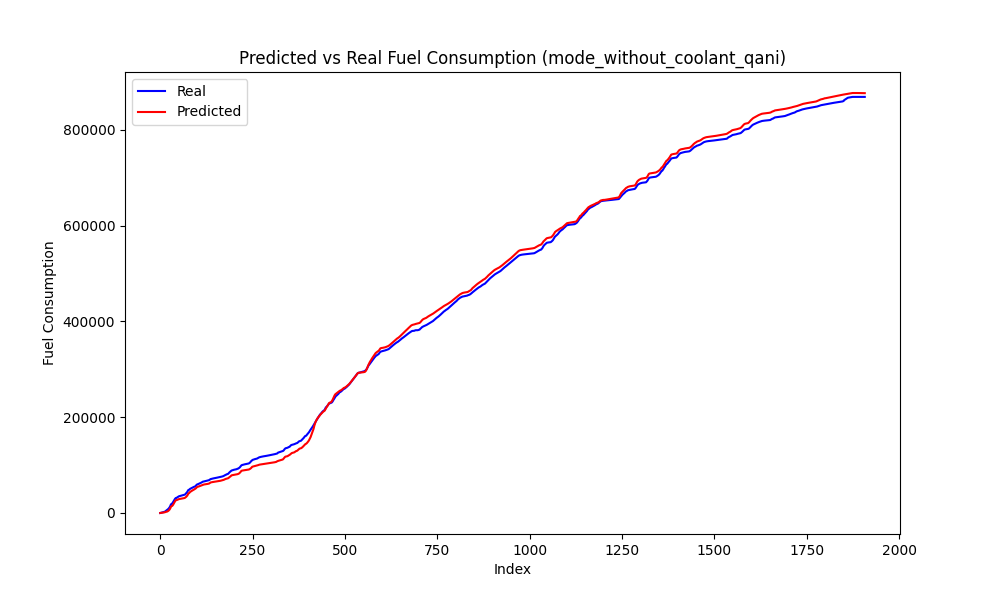 Predicted vs Real Fuel Consumption (mode_without_coolant_qani)
Real
Predicted
Fuel Consumption
800000
600000
400000
200000
0
0 250 500 750 1000 1250 1500 1750 2000
Index